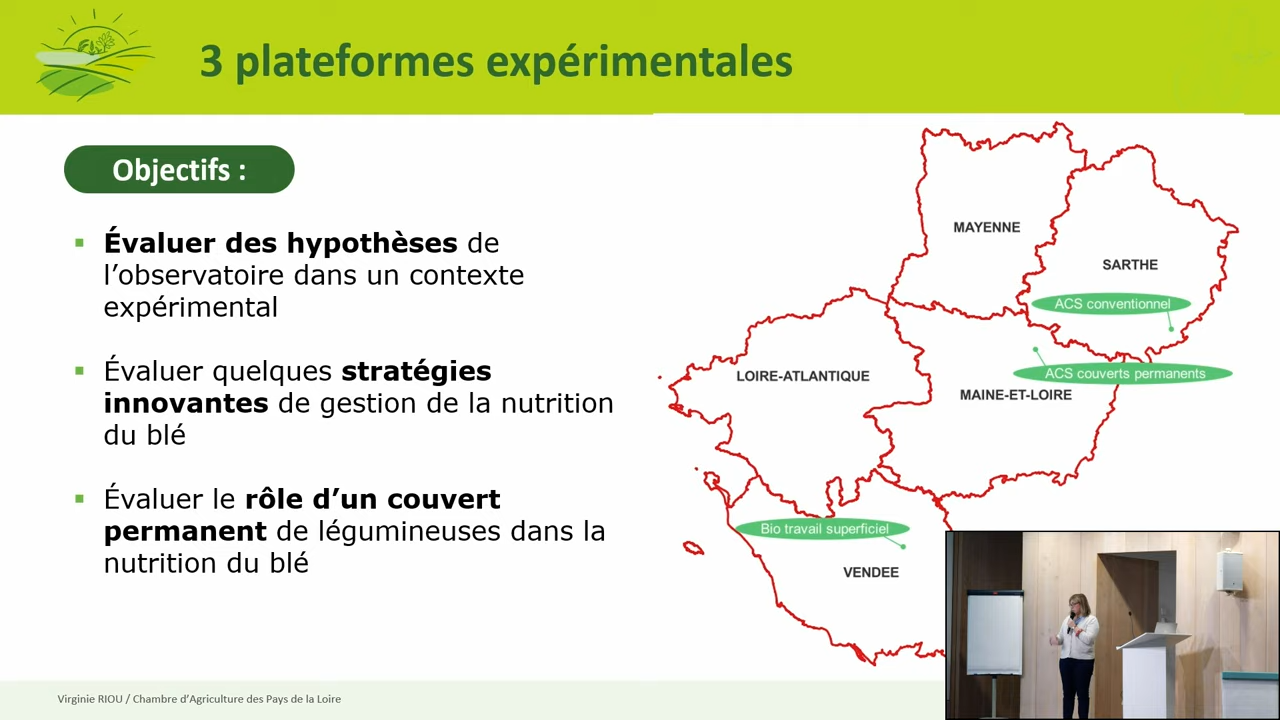 3 plateformes expérimentales
Objectifs :
Évaluer des hypothèses de
l’observatoire dans un contexte
expérimental
Évaluer quelques stratégies
innovantes de gestion de la nutrition
du blé
Évaluer le rôle d’un couvert
permanent de légumineuses dans la
nutrition du blé
MAYENNE
SARTHE
ACS conventionnel
LOIRE-ATLANTIQUE
ACS couverts permanents
MAINE-ET-LOIRE
Bio travail superficiel
VENDEE
Virginie RIOU / Chambre d’Agriculture des Pays de la Loire